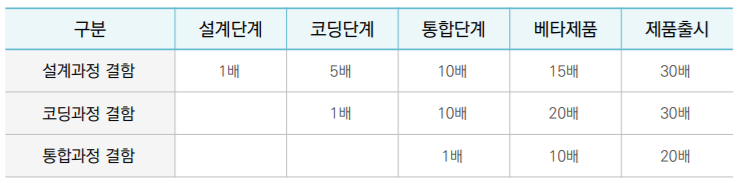 구분 설계단계 코딩단계 통합단계 베타제품 제품출시
설계과정 결함 1배 5배 10배 15배 30배
코딩과정 결함 1배 10배 20배 30배
통합과정 결함 1배 10배 20배